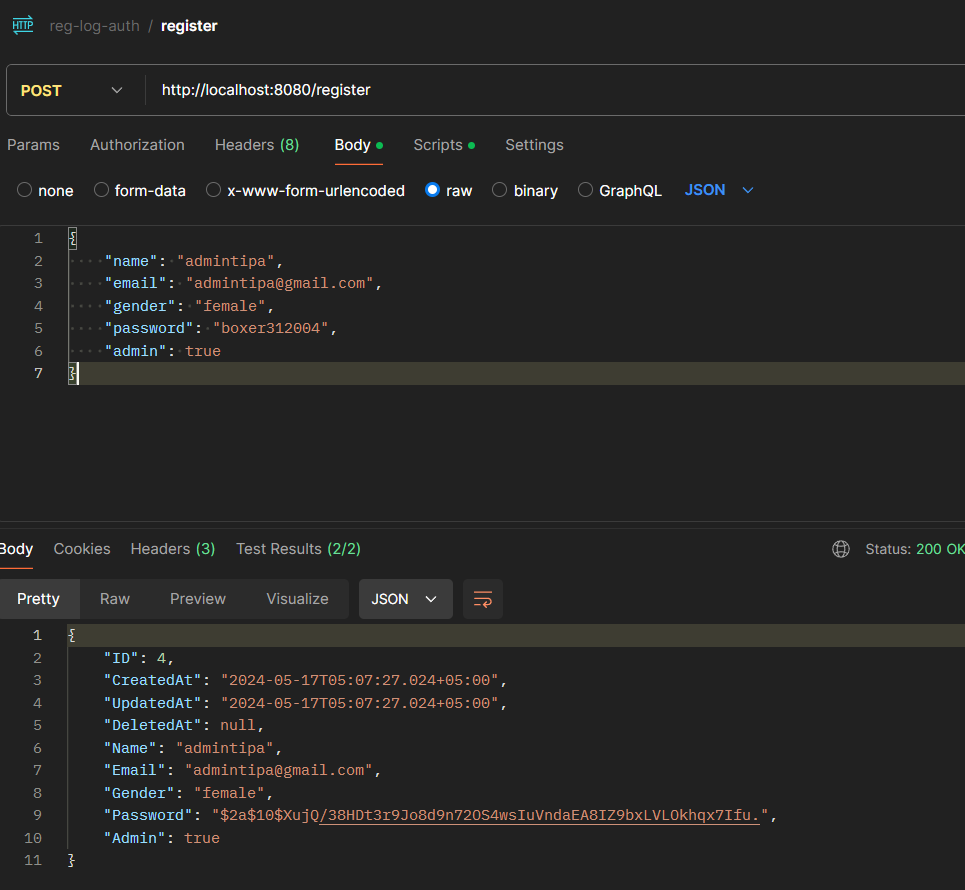 HTTP reg-log-auth / register
POST http://localhost:8080/register
Params Authorization Headers (8) Body Scripts Settings
none form-data x-www-form-urlencoded raw binary GraphQL JSON
1 {
2 "name": "admintipa",
3 "email": "admintipa@gmail.com",
4 "gender": "female",
5 "password": "boxer312004",
6 "admin": true
7 }
Body Cookies Headers (3) Test Results (2/2) Status: 200 OK
Pretty Raw Preview Visualize JSON
1 {
2 "ID": 4,
3 "CreatedAt": "2024-05-17T05:07:27.024+05:00",
4 "UpdatedAt": "2024-05-17T05:07:27.024+05:00",
5 "DeletedAt": null,
6 "Name": "admintipa",
7 "Email": "admintipa@gmail.com",
8 "Gender": "female",
9 "Password": "$2a$10$XujQ/38HDt3r9Jo8d9n72OS4wsIuVndaEA8IZ9bxLVLOkhqx7Ifu.",
10 "Admin": true
11 }